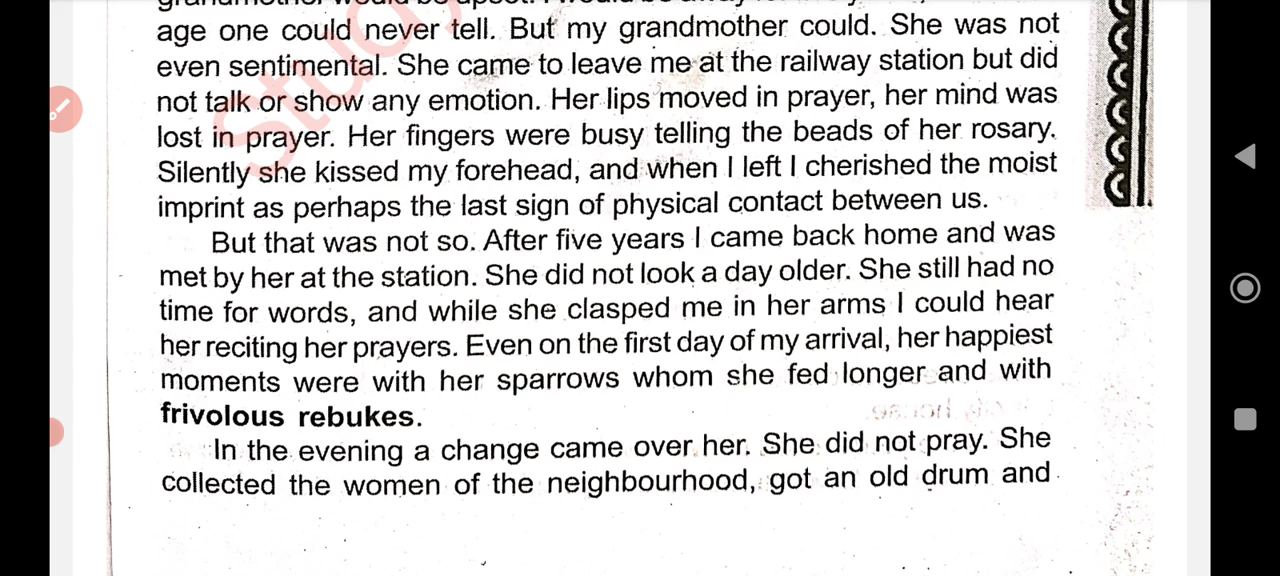 age one could never tell. But my grandmother could. She was not
even sentimental. She came to leave me at the railway station but did
not talk or show any emotion. Her lips moved in prayer, her mind was
lost in prayer. Her fingers were busy telling the beads of her rosary.
Silently she kissed my forehead, and when I left I cherished the moist
imprint as perhaps the last sign of physical contact between us.
But that was not so. After five years I came back home and was
met by her at the station. She did not look a day older. She still had no
time for words, and while she clasped me in her arms I could hear
her reciting her prayers. Even on the first day of my arrival, her happiest
moments were with her sparrows whom she fed longer and with
frivolous rebukes.
In the evening a change came over her. She did not pray. She
collected the women of the neighbourhood, got an old drum and